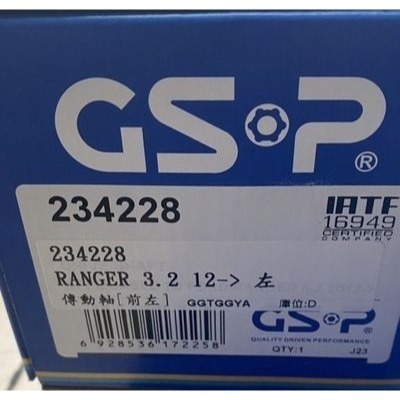 GSP®
234228
IATF
16949
CERTIFIED
COMPANY
234228
RANGER 3.2 12-> 左
傳動軸[前左] GGTGGYA 庫位:D
GSP
QUALITY DRIVEN PERFORMANCE
6 928536 172258
QTY:1 J23